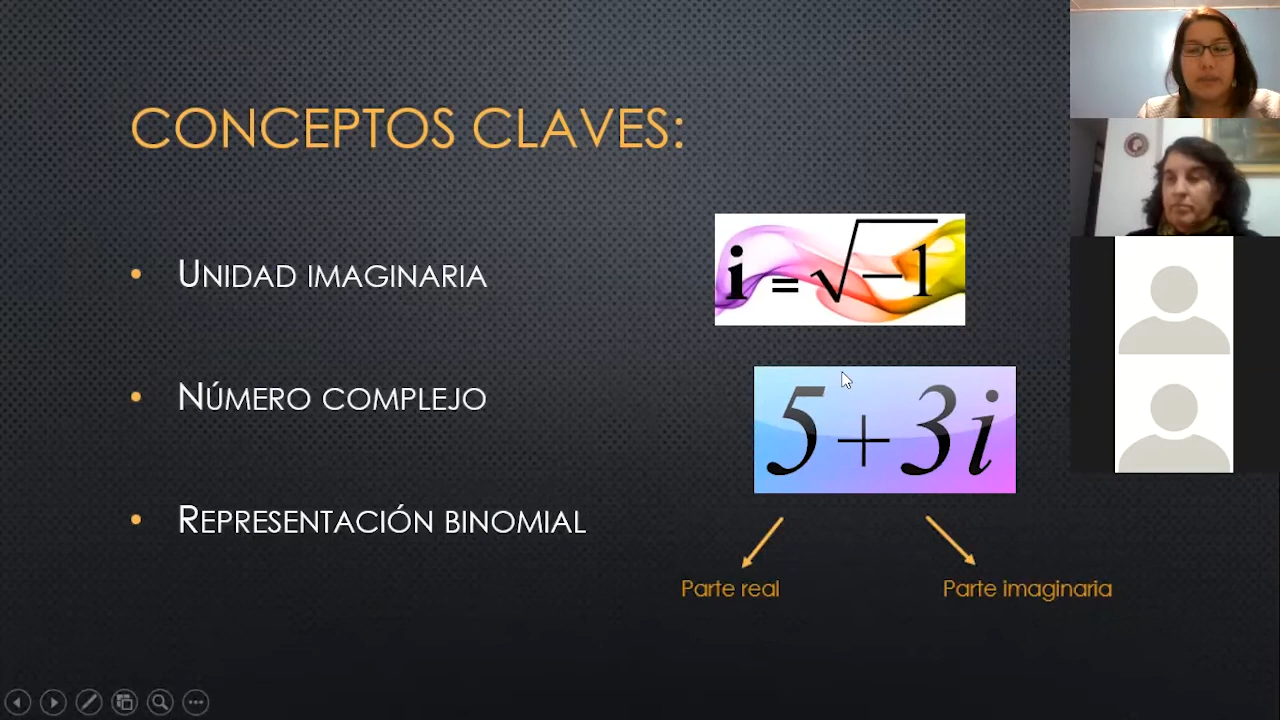 CONCEPTOS CLAVES:
• UNIDAD IMAGINARIA
i = √−1
• NÚMERO COMPLEJO
5+3i
• REPRESENTACIÓN BINOMIAL
Parte real
Parte imaginaria